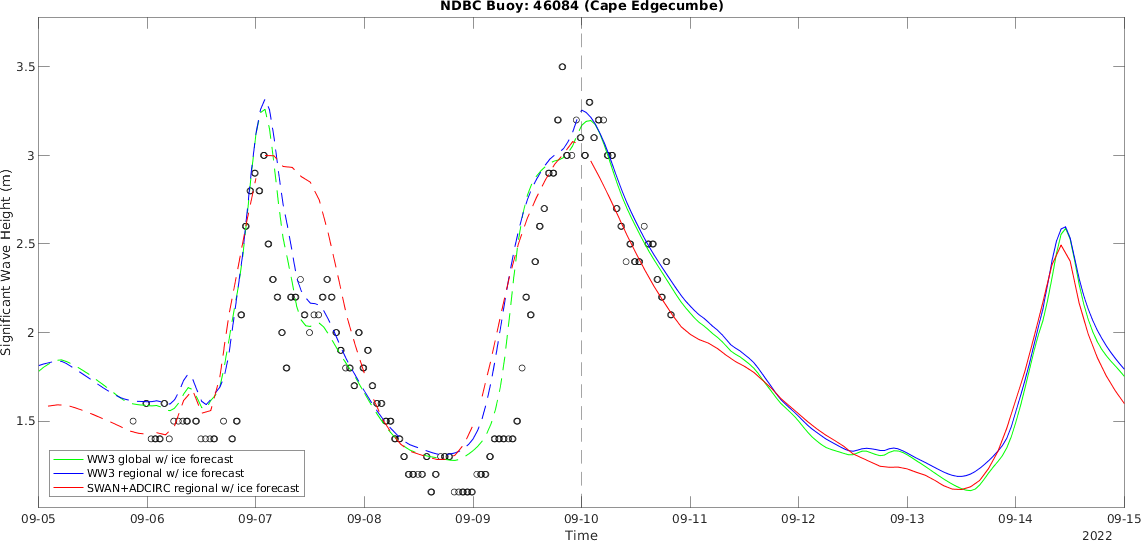 NDBC Buoy: 46084 (Cape Edgecumbe)
3.5
3
2.5
2
1.5
Significant Wave Height (m)
WW3 global w/ ice forecast
WW3 regional w/ ice forecast
SWAN+ADCIRC regional w/ ice forecast
09-05 09-06 09-07 09-08 09-09 09-10 09-11 09-12 09-13 09-14 09-15
Time
2022